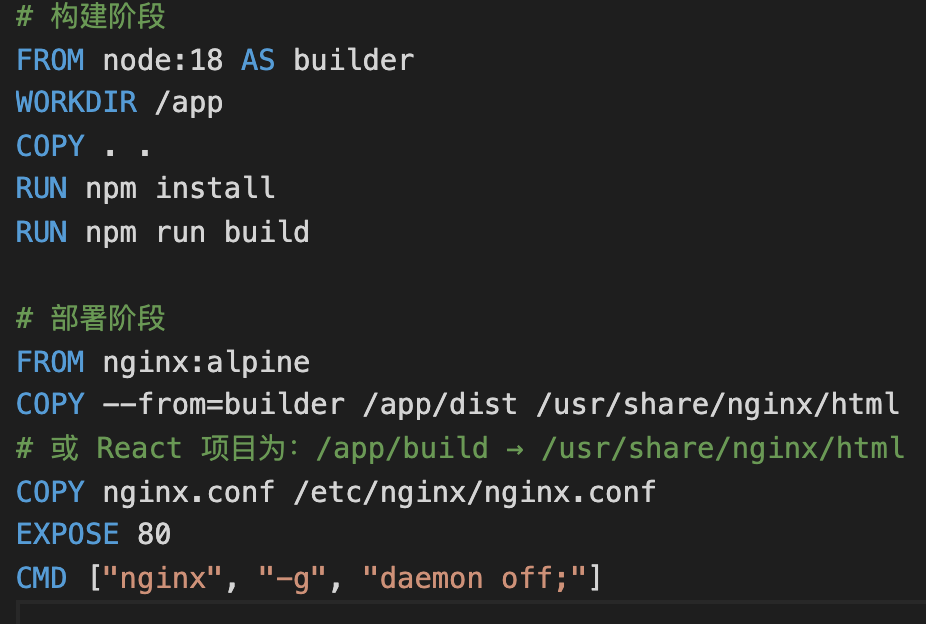 # 构建阶段
FROM node:18 AS builder
WORKDIR /app
COPY . .
RUN npm install
RUN npm run build
# 部署阶段
FROM nginx:alpine
COPY --from=builder /app/dist /usr/share/nginx/html
# 或 React 项目为：/app/build → /usr/share/nginx/html
COPY nginx.conf /etc/nginx/nginx.conf
EXPOSE 80
CMD ["nginx", "-g", "daemon off;"]